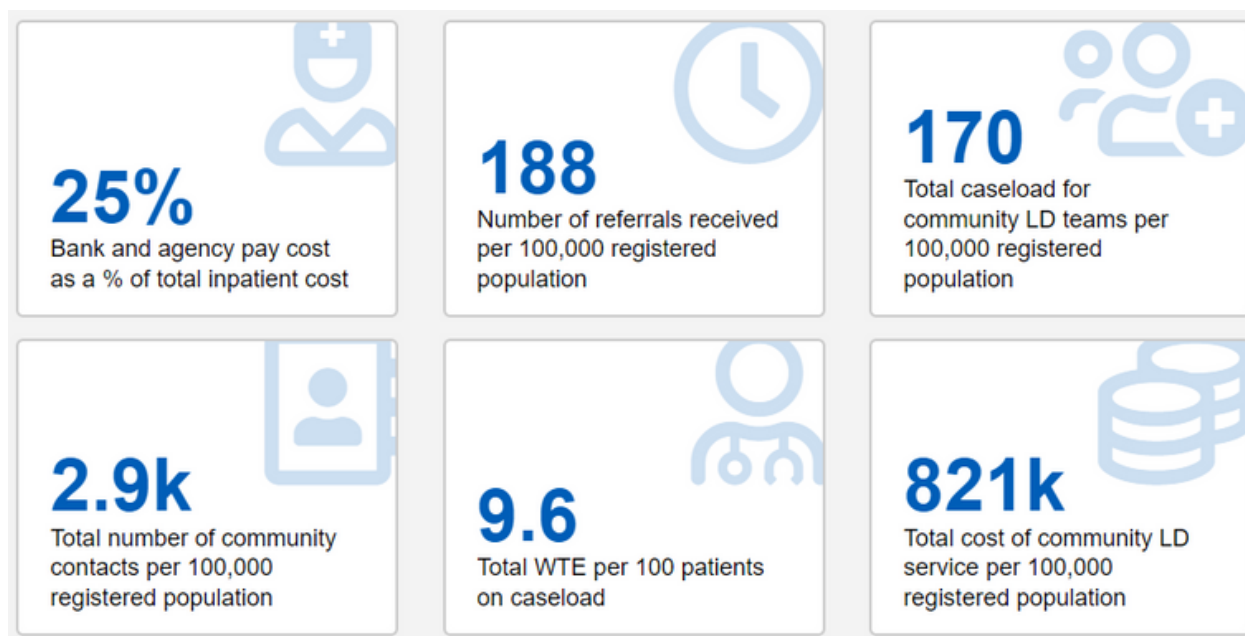 25%
Bank and agency pay cost
as a % of total inpatient cost
188
Number of referrals received
per 100,000 registered
population
170
Total caseload for
community LD teams per
100,000 registered
population
2.9k
Total number of community
contacts per 100,000
registered population
9.6
Total WTE per 100 patients
on caseload
821k
Total cost of community LD
service per 100,000
registered population